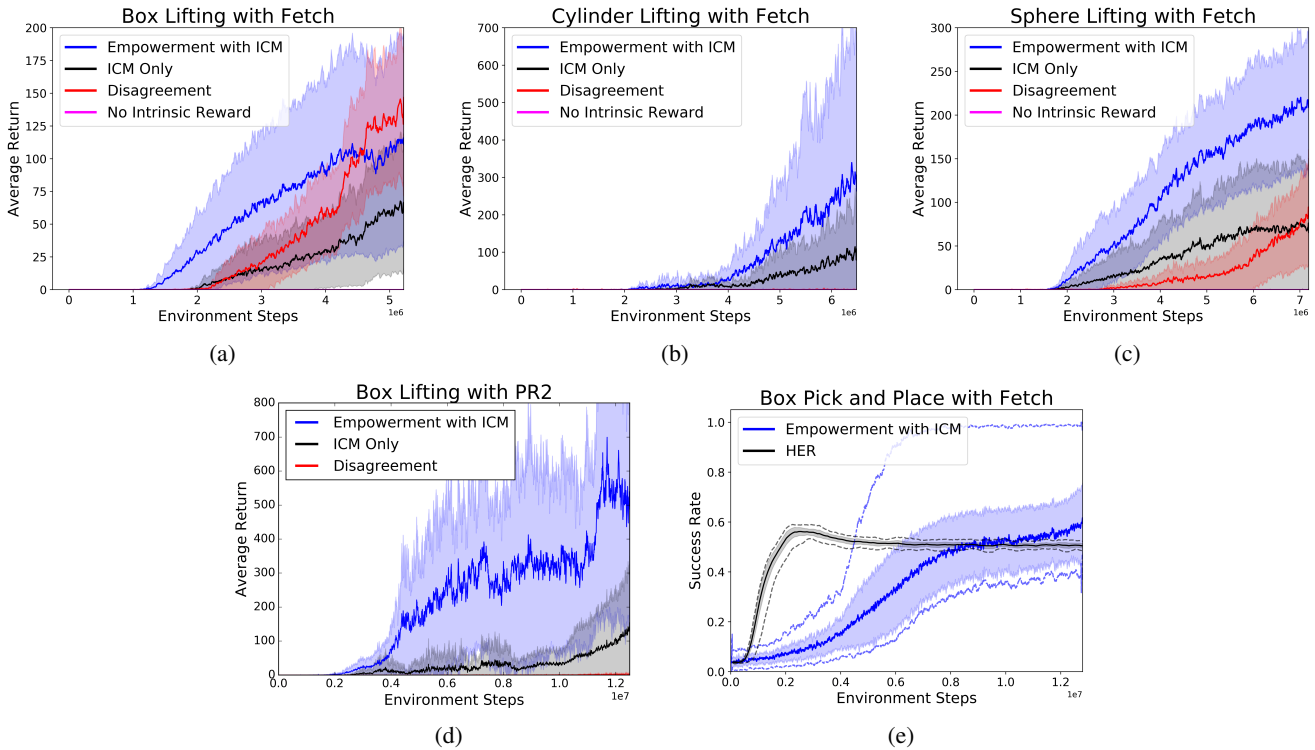 Box Lifting with Fetch
200
175
150
125
100
75
50
25
0
Average Return
Empowerment with ICM
ICM Only
Disagreement
No Intrinsic Reward
0 1 2 3 4 5
1e6
Environment Steps
(a)
Cylinder Lifting with Fetch
700
600
500
400
300
200
100
0
Average Return
Empowerment with ICM
ICM Only
Disagreement
No Intrinsic Reward
0 1 2 3 4 5 6
1e6
Environment Steps
(b)
Sphere Lifting with Fetch
300
250
200
150
100
50
0
Average Return
Empowerment with ICM
ICM Only
Disagreement
No Intrinsic Reward
0 1 2 3 4 5 6 7
1e6
Environment Steps
(c)
Box Lifting with PR2
800
700
600
500
400
300
200
100
0
Average Return
Empowerment with ICM
ICM Only
Disagreement
0.0 0.2 0.4 0.6 0.8 1.0 1.2
1e7
Environment Steps
(d)
Box Pick and Place with Fetch
1.0
0.8
0.6
0.4
0.2
0.0
Success Rate
Empowerment with ICM
HER
0.0 0.2 0.4 0.6 0.8 1.0 1.2
1e7
Environment Steps
(e)